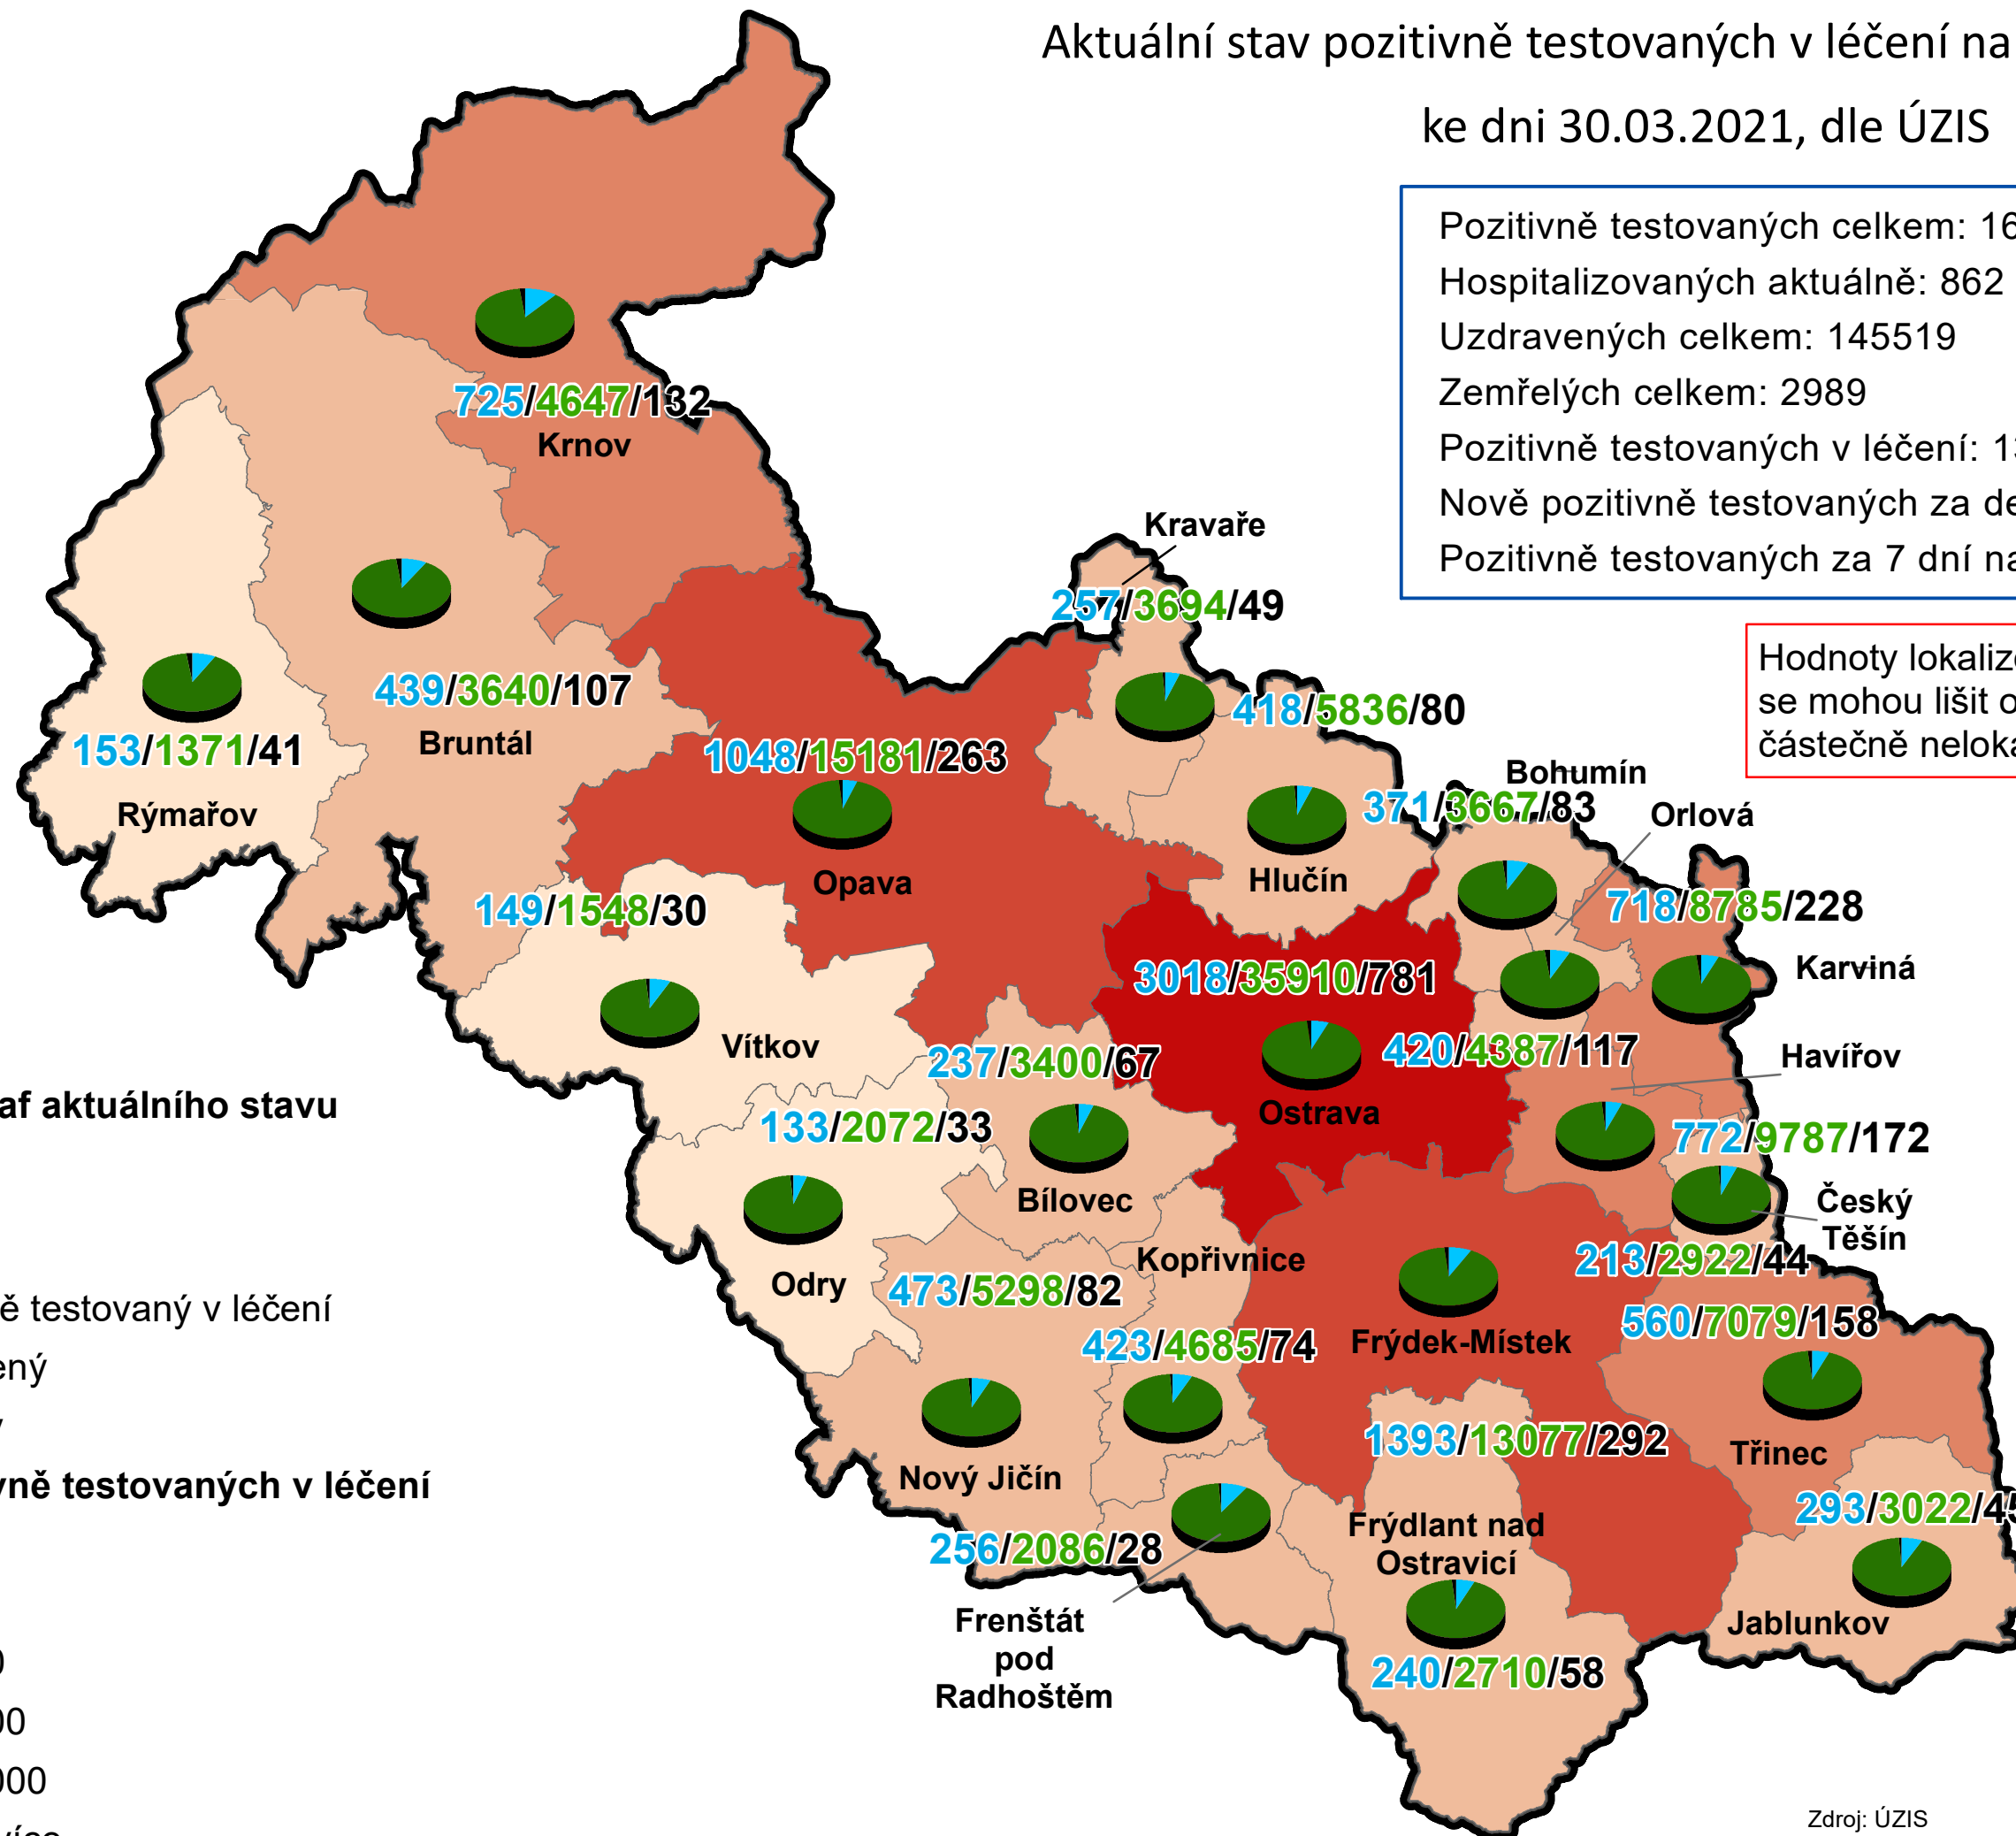 Aktuální stav pozitivně testovaných v léčení na
ke dni 30.03.2021, dle ÚZIS
Pozitivně testovaných celkem: 16
Hospitalizovaných aktuálně: 862
Uzdravených celkem: 145519
Zemřelých celkem: 2989
Pozitivně testovaných v léčení: 13
Nově pozitivně testovaných za de
Pozitivně testovaných za 7 dní na
Hodnoty lokaliz
se mohou lišit o
částečně neloka
725/4647/132
Krnov
Kravaře
257/3694/49
439/3640/107
Bruntál
153/1371/41
Rýmařov
1048/15181/263
Opava
418/5836/80
Hlučín
Bohumín
371/3667/83
Orlová
718/8785/228
Karviná
149/1548/30
Vítkov
3018/35910/781
Ostrava
420/4387/117
Havířov
237/3400/67
Bílovec
133/2072/33
Odry
772/9787/172
Český
Těšín
213/2922/44
Kopřivnice
473/5298/82
Nový Jičín
423/4685/74
Frýdek-Místek
560/7079/158
Třinec
1393/13077/292
Frýdlant nad
Ostravicí
240/2710/58
293/3022/45
Jablunkov
256/2086/28
Frenštát
pod
Radhoštěm
af aktuálního stavu
ě testovaný v léčení
ený
vně testovaných v léčení
0
00
000
Zdroj: ÚZIS